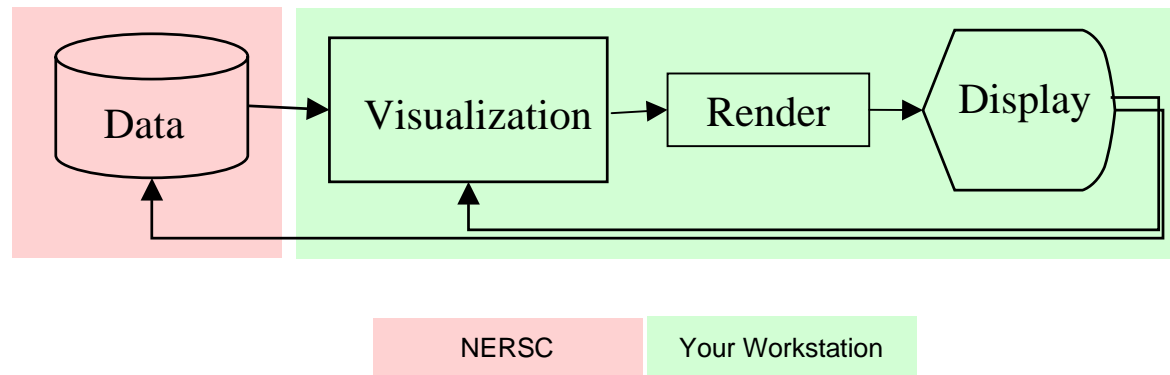 Data
Visualization
Render
Display
NERSC
Your Workstation